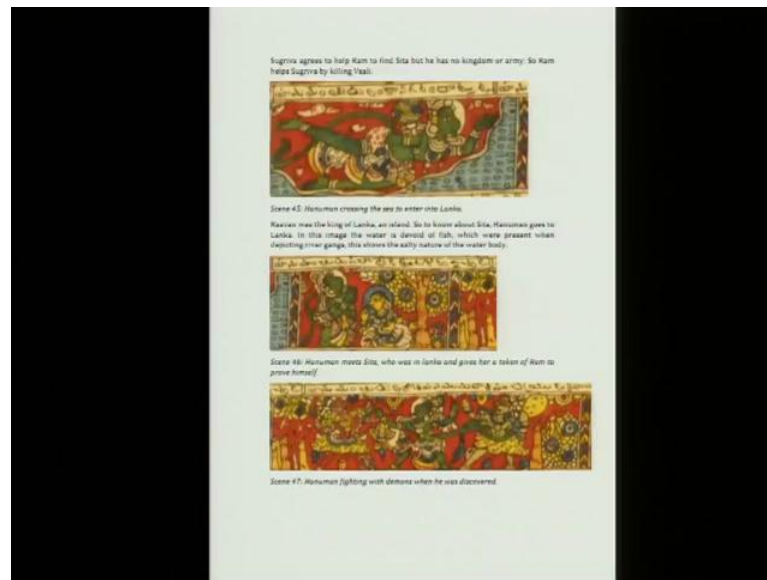 Sugriva agrees to help Ram to find Sita but he has no kingdom or army. So Ram
helps Sugriva by killing Vaali.
Scene 45: Hanuman crossing the sea to enter into Lanka.
Raavan was the king of Lanka, an island. So to know about Sita, Hanuman goes to
Lanka. In this image the water is devoid of fish, which were present when
depicting river ganga, this shows the salty nature of the water body.
Scene 46: Hanuman meets Sita, who was in lanka and gives her a token of Ram to
prove himself.
Scene 47: Hanuman fighting with demons when he was discovered.